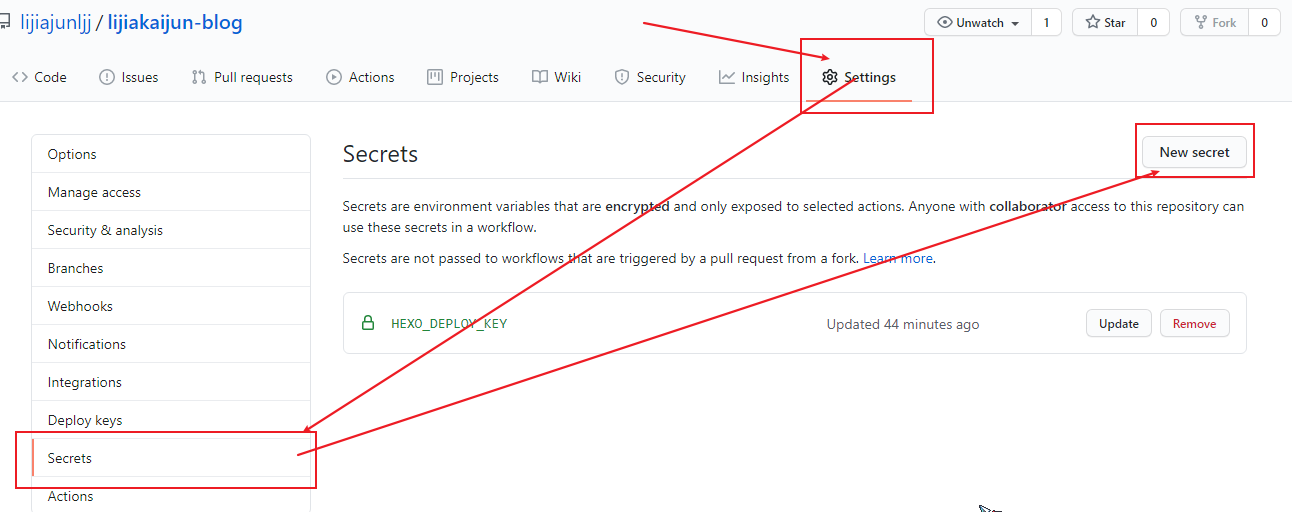 lijiajunljj / lijiakaijun-blog
Unwatch 1 Star 0 Fork 0
Code Issues Pull requests Actions Projects Wiki Security Insights Settings
Options
Manage access
Security & analysis
Branches
Webhooks
Notifications
Integrations
Deploy keys
Secrets
Actions
Secrets
New secret
Secrets are environment variables that are encrypted and only exposed to selected actions. Anyone with collaborator access to this repository can
use these secrets in a workflow.
Secrets are not passed to workflows that are triggered by a pull request from a fork. Learn more.
HEXO_DEPLOY_KEY
Updated 44 minutes ago
Update
Remove